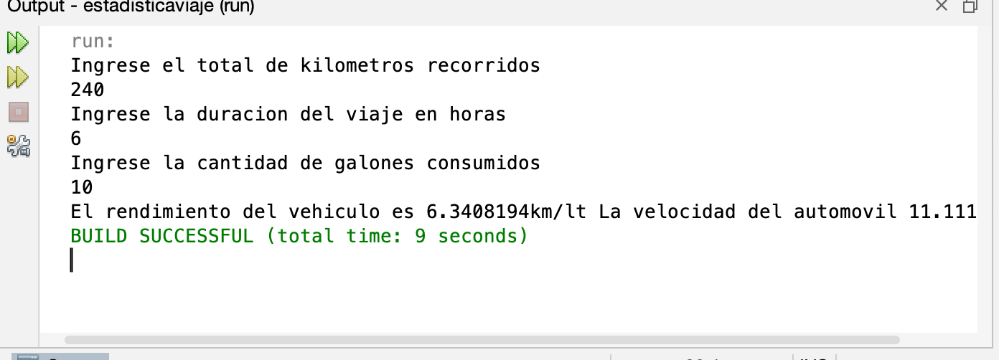 Output - estadisticaviaje (run)
run:
Ingrese el total de kilometros recorridos
240
Ingrese la duracion del viaje en horas
6
Ingrese la cantidad de galones consumidos
10
El rendimiento del vehiculo es 6.3408194km/lt La velocidad del automovil 11.111
BUILD SUCCESSFUL (total time: 9 seconds)